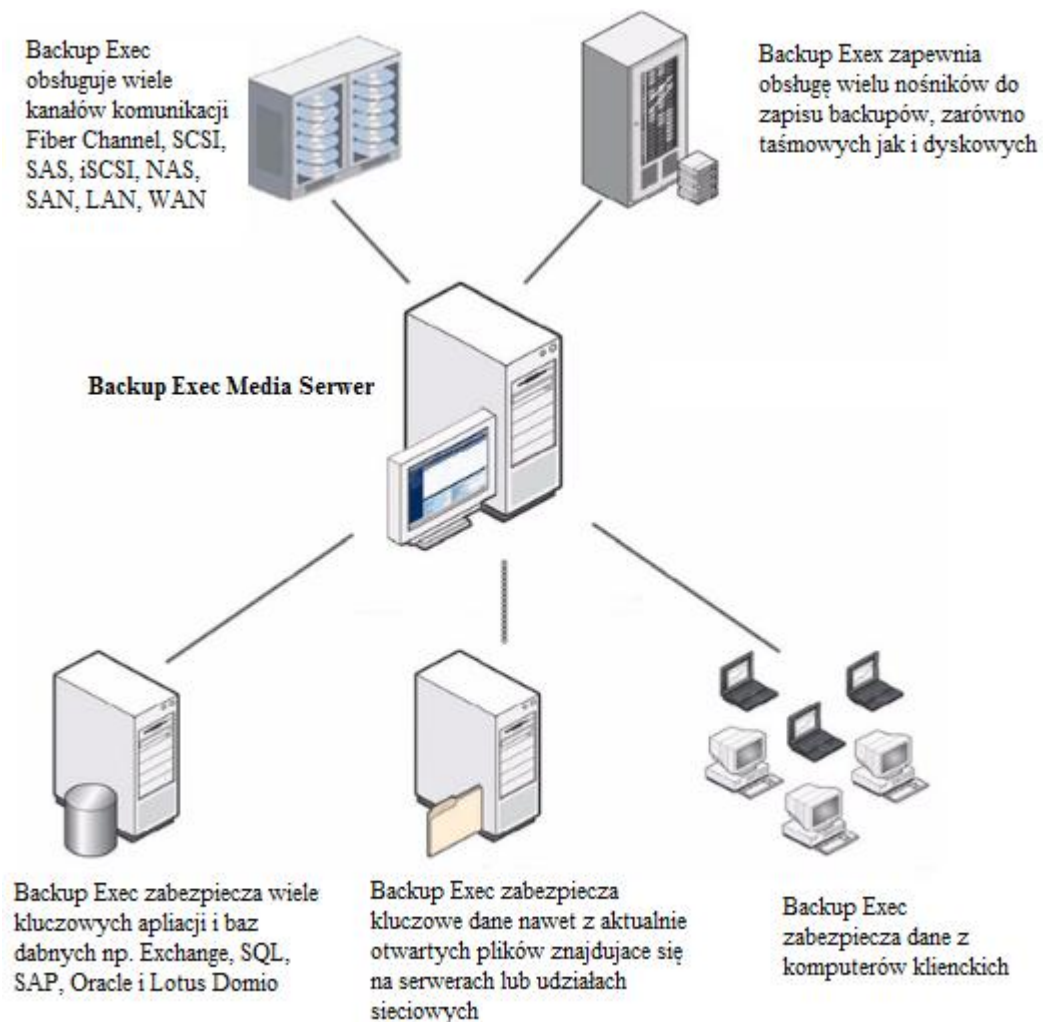 Backup Exec
obsługuje wiele
kanałów komunikacji
Fiber Channel, SCSI,
SAS, iSCSI, NAS,
SAN, LAN, WAN
Backup Exex zapewnia
obsługę wielu nośników do
zapisu backupów, zarówno
taśmowych jak i dyskowych
Backup Exec Media Serwer
Backup Exec zabezpiecza wiele
kluczowych apliacji i baz
dabnych np. Exchange, SQL,
SAP, Oracle i Lotus Domio
Backup Exec zabezpiecza
kluczowe dane nawet z aktualnie
otwartych plików znajdujace się
na serwerach lub udziałach
sieciowych
Backup Exec
zabezpiecza dane z
komputerów klienckich